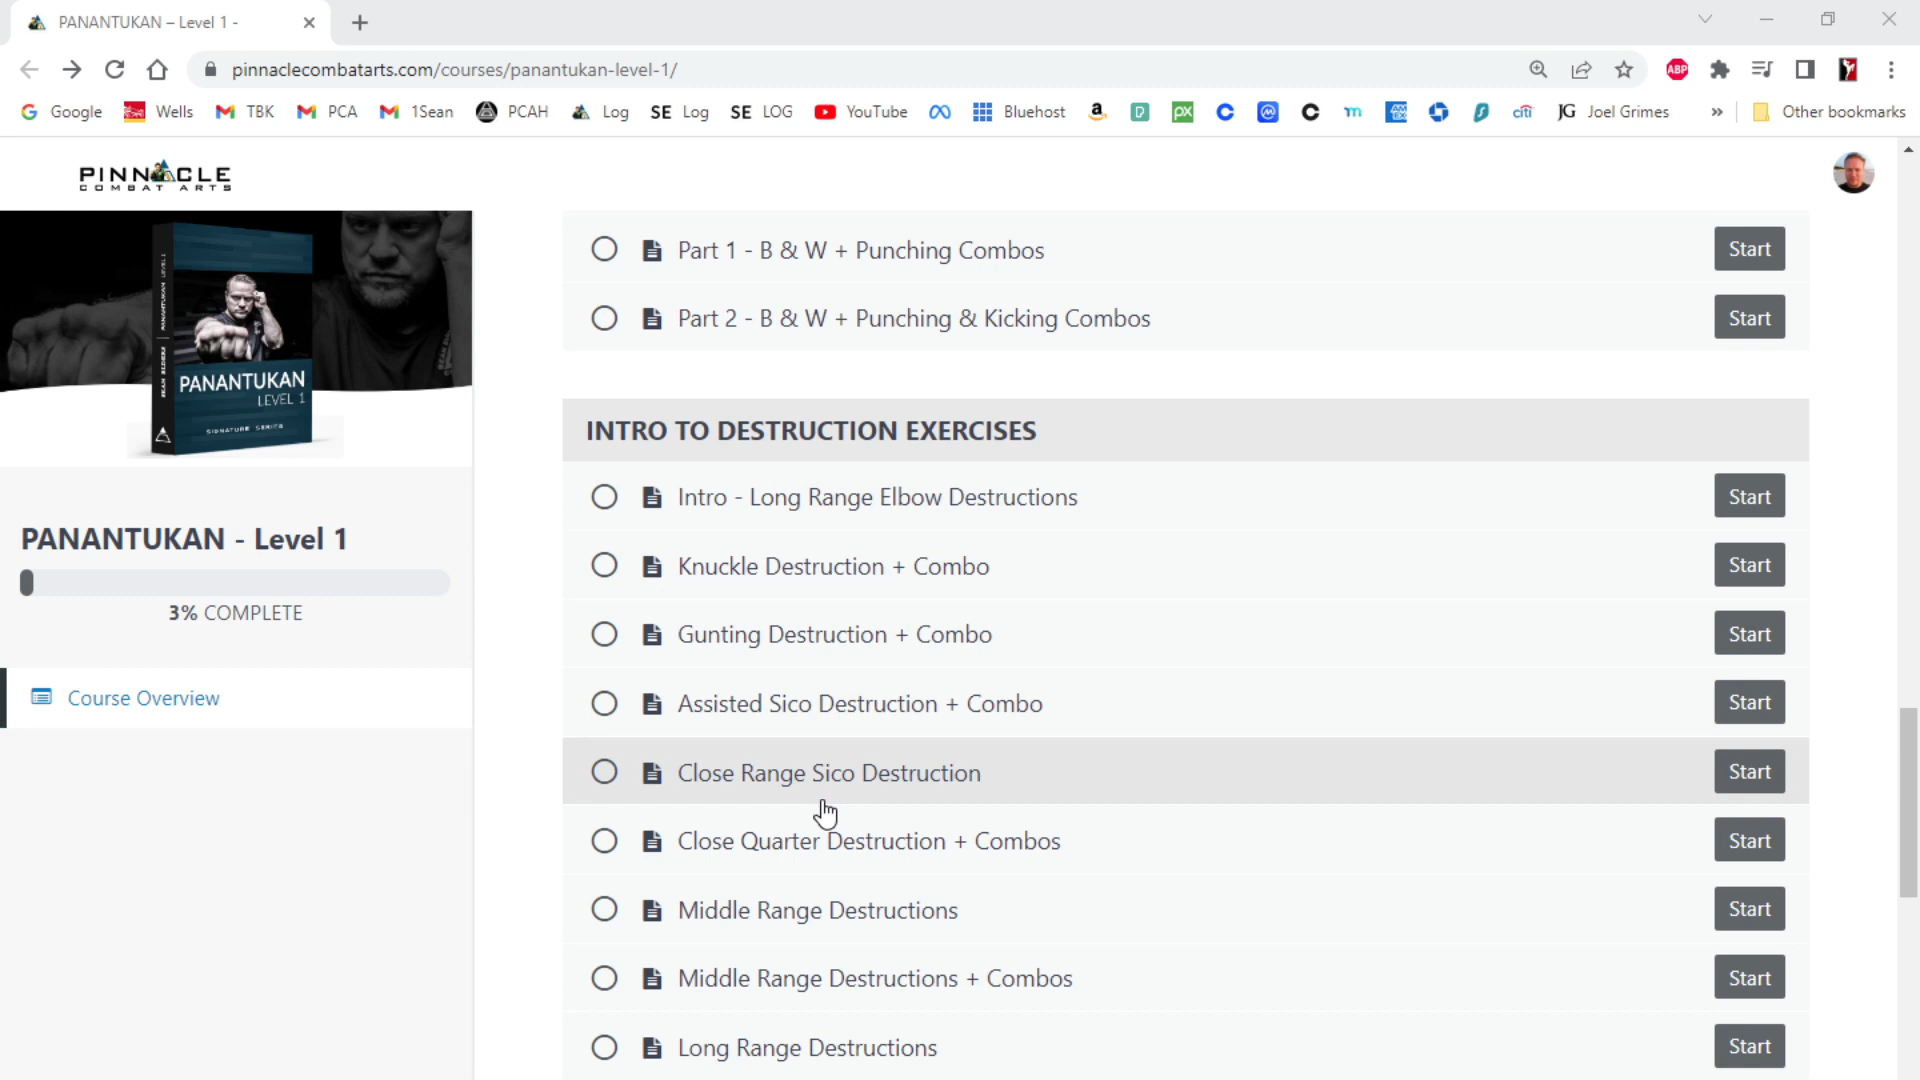 PANANTUKAN – Level 1 -
pinnaclecombatarts.com/courses/panantukan-level-1/
ABP
Google
Wells
TBK
PCA
1Sean
PCAH
Log
SE Log
SE LOG
YouTube
Bluehost
citi
JG Joel Grimes
»
Other bookmarks
PINNACLE
COMBAT ARTS
PANANTUKAN
LEVEL 1
SIGNATURE SERIES
PANANTUKAN - Level 1
3% COMPLETE
Course Overview
Part 1 - B & W + Punching Combos
Start
Part 2 - B & W + Punching & Kicking Combos
Start
INTRO TO DESTRUCTION EXERCISES
Intro - Long Range Elbow Destructions
Start
Knuckle Destruction + Combo
Start
Gunting Destruction + Combo
Start
Assisted Sico Destruction + Combo
Start
Close Range Sico Destruction
Start
Close Quarter Destruction + Combos
Start
Middle Range Destructions
Start
Middle Range Destructions + Combos
Start
Long Range Destructions
Start